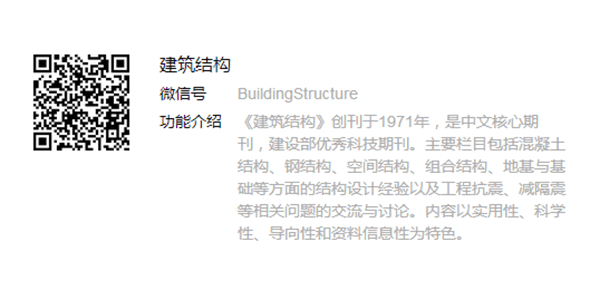 建筑结构
微信号 BuildingStructure
功能介绍 《建筑结构》创刊于1971年，是中文核心期
刊，建设部优秀科技期刊。主要栏目包括混凝土
结构、钢结构、空间结构、组合结构、地基与基
础等方面的结构设计经验以及工程抗震、减隔震
等相关问题的交流与讨论。内容以实用性、科学
性、导向性和资料信息性为特色。